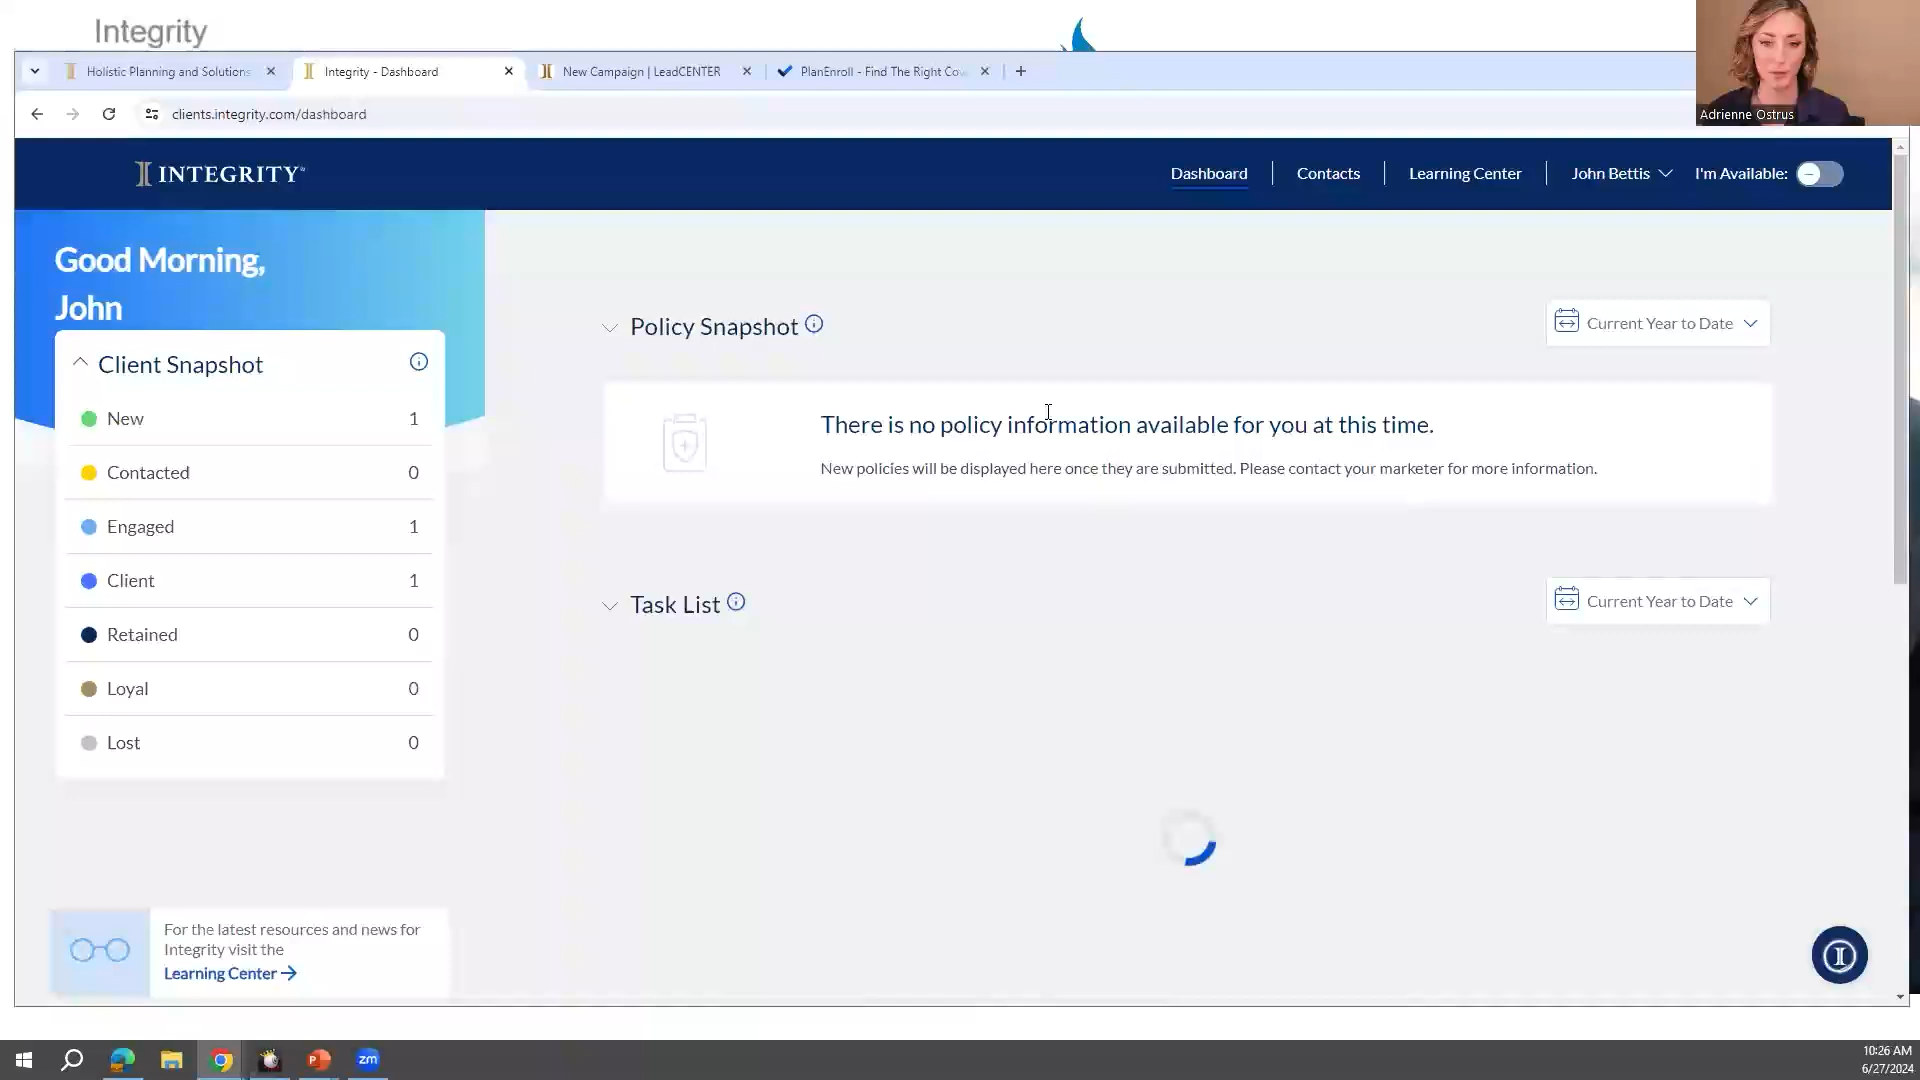 Integrity
Holistic Planning and Solutions
Integrity - Dashboard
New Campaign | LeadCENTER
PlanEnroll - Find The Right Cov
clients.integrity.com/dashboard
Adrienne Ostrus
INTEGRITY
Dashboard
Contacts
Learning Center
John Bettis
I'm Available:
Good Morning,
John
Client Snapshot
New 1
Contacted 0
Engaged 1
Client 1
Retained 0
Loyal 0
Lost 0
For the latest resources and news for
Integrity visit the
Learning Center
Policy Snapshot
Current Year to Date
There is no policy information available for you at this time.
New policies will be displayed here once they are submitted. Please contact your marketer for more information.
Task List
Current Year to Date
zm
10:26 AM
6/27/2024